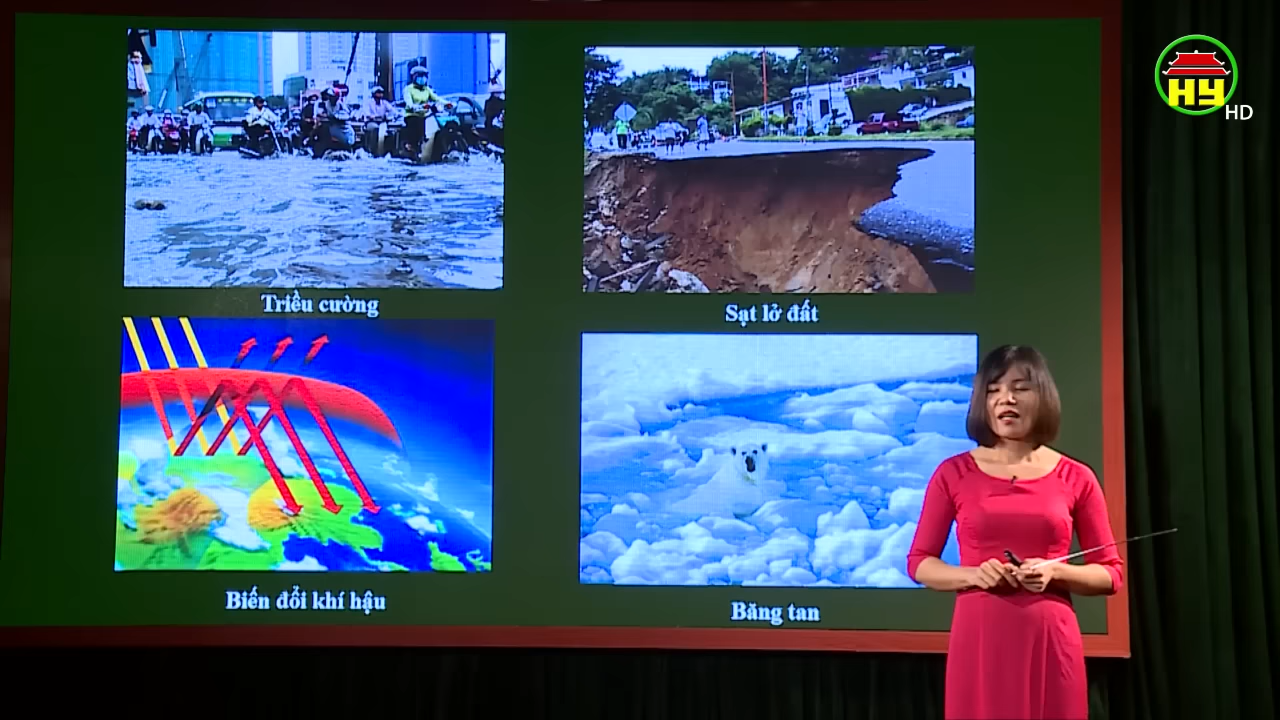 Triều cường
Sạt lở đất
Biến đổi khí hậu
Băng tan
HY
HD